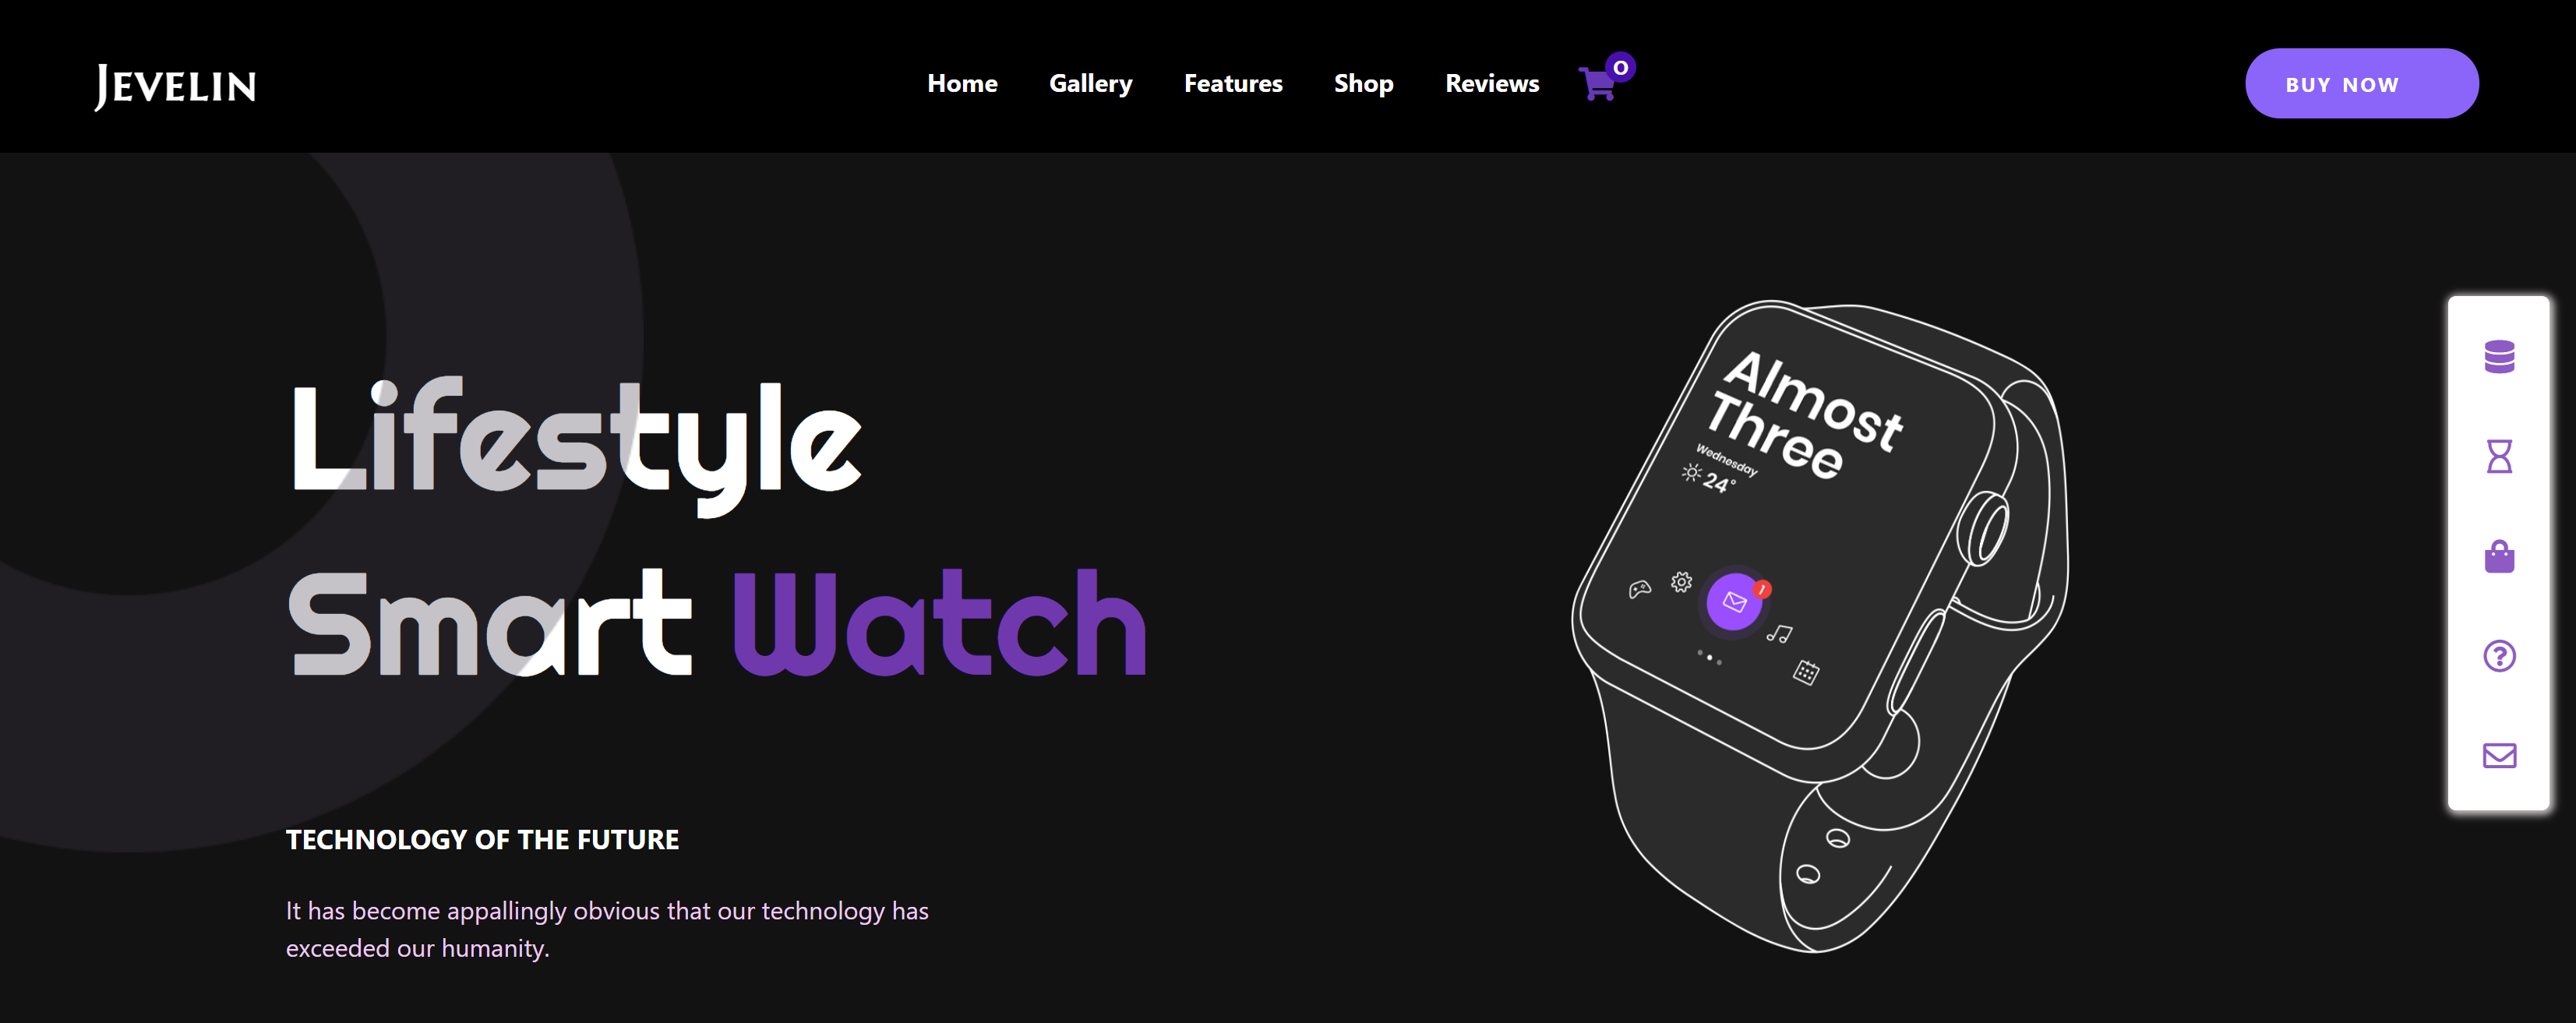 JEVELIN
Home Gallery Features Shop Reviews 0
BUY NOW
Lifestyle
Smart Watch
TECHNOLOGY OF THE FUTURE
It has become appallingly obvious that our technology has
exceeded our humanity.
Almost
Three
Wednesday
24°
1